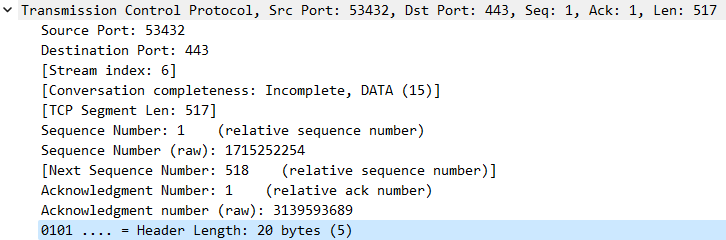 Transmission Control Protocol, Src Port: 53432, Dst Port: 443, Seq: 1, Ack: 1, Len: 517
Source Port: 53432
Destination Port: 443
[Stream index: 6]
[Conversation completeness: Incomplete, DATA (15)]
[TCP Segment Len: 517]
Sequence Number: 1    (relative sequence number)
Sequence Number (raw): 1715252254
[Next Sequence Number: 518    (relative sequence number)]
Acknowledgment Number: 1    (relative ack number)
Acknowledgment number (raw): 3139593689
0101 .... = Header Length: 20 bytes (5)